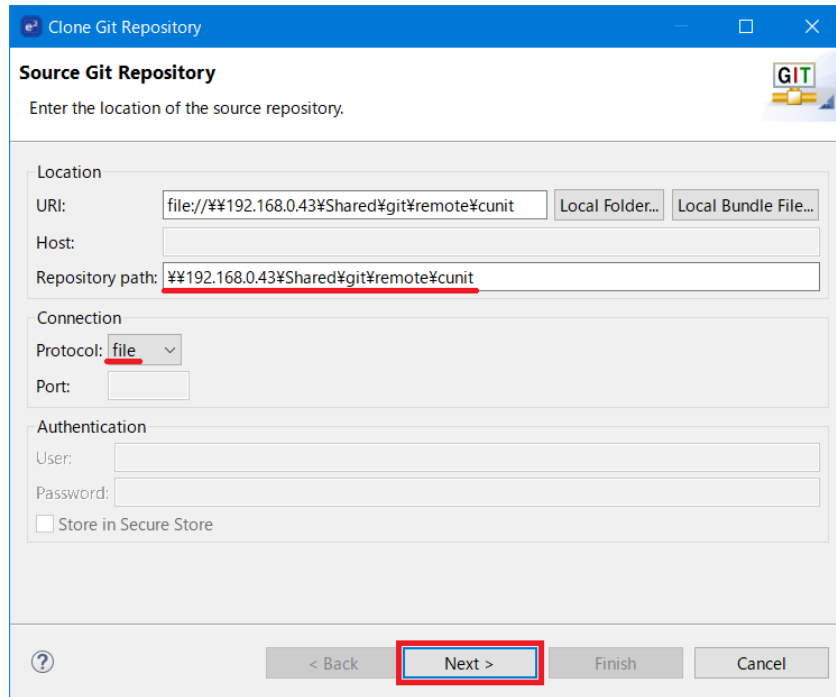 e² Clone Git Repository
Source Git Repository
Enter the location of the source repository.
GIT
Location
URI: file://¥¥192.168.0.43¥Shared¥git¥remote¥cunit Local Folder... Local Bundle File...
Host:
Repository path: ¥¥192.168.0.43¥Shared¥git¥remote¥cunit
Connection
Protocol: file
Port:
Authentication
User:
Password:
Store in Secure Store
? < Back Next > Finish Cancel